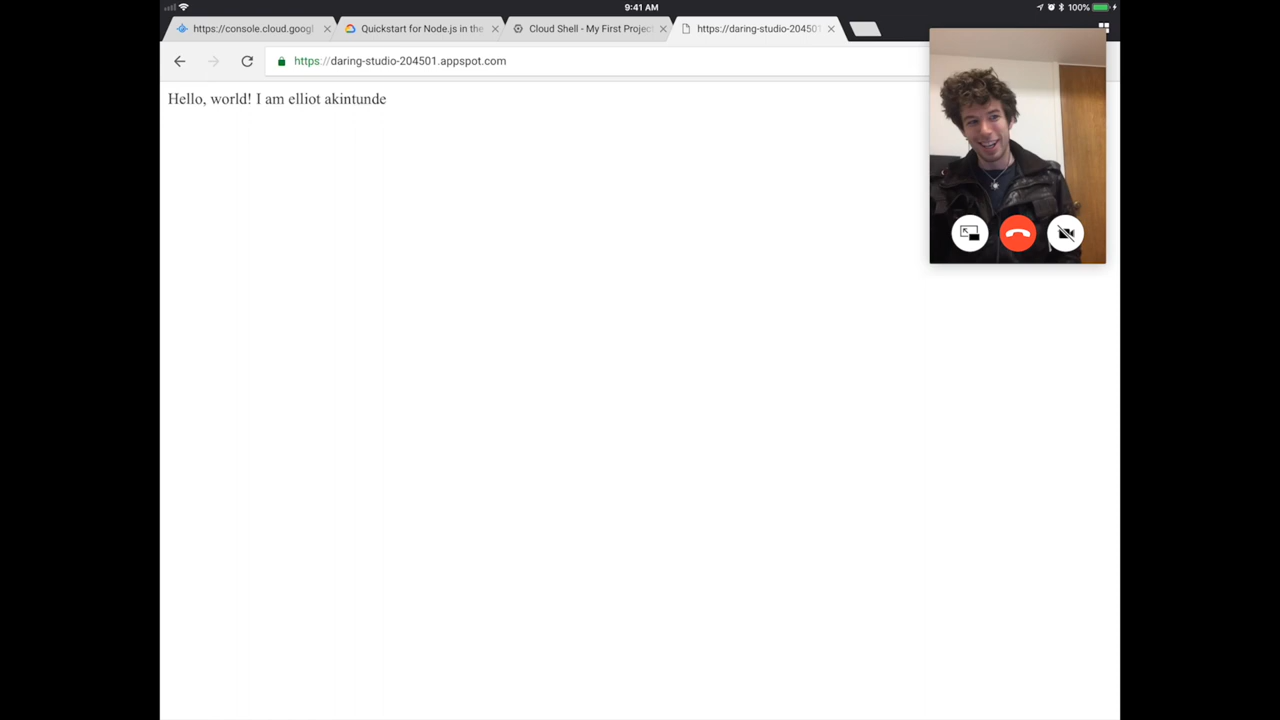 9:41 AM
100%
https://console.cloud.googl
Quickstart for Node.js in the
Cloud Shell - My First Project
https://daring-studio-204501
https://daring-studio-204501.appspot.com
Hello, world! I am elliot akintunde